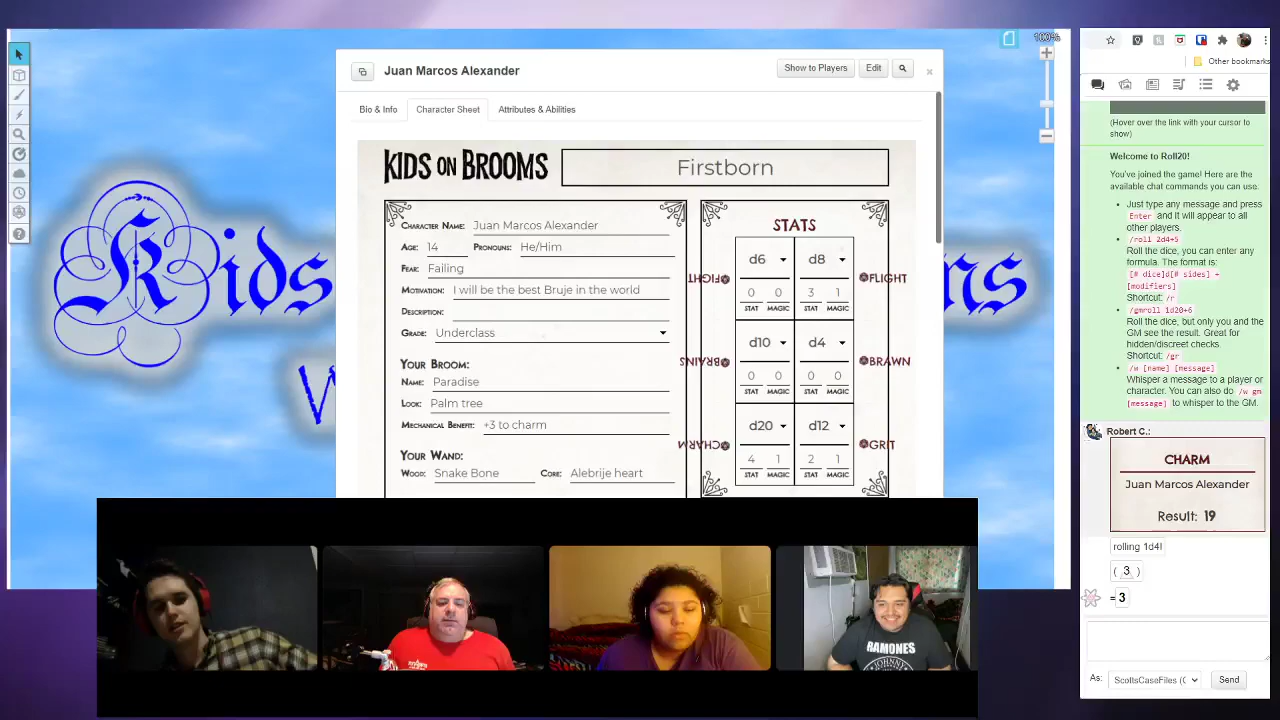 100%
Other bookmarks
Juan Marcos Alexander
Show to Players
Edit
Bio & Info
Character Sheet
Attributes & Abilities
KIDS ON BROOMS
Firstborn
Character Name: Juan Marcos Alexander
Age: 14 Pronouns: He/Him
Fear: Failing
Motivation: I will be the best Bruje in the world
Description:
Grade: Underclass
Your Broom:
Name: Paradise
Look: Palm tree
Mechanical Benefit: +3 to charm
Your Wand:
Wood: Snake Bone Core: Alebrije heart
STATS
d6 d8
FIGHT
FLIGHT
0 0 3 1
STAT MAGIC STAT MAGIC
d10 d4
BRAINS
BRAWN
0 0 0 0
STAT MAGIC STAT MAGIC
d20 d12
CHARM
GRIT
4 1 2 1
STAT MAGIC STAT MAGIC
Kids
ms
W
(Hover over the link with your cursor to
show)
Welcome to Roll20!
You've joined the game! Here are the
available chat commands you can use.
Just type any message and press
Enter and it will appear to all
other players.
/roll 2d4+5
Roll the dice, you can enter any
formula. The format is:
[# dice]d[# sides] +
[modifiers]
Shortcut: /r
/gmroll 1d20+6
Roll the dice, but only you and the
GM see the result. Great for
hidden/discreet checks.
Shortcut: /gr
/w [name] [message]
Whisper a message to a player or
character. You can also do /w gm
[message] to whisper to the GM.
Robert C.:
CHARM
Juan Marcos Alexander
Result: 19
rolling 1d4!
( 3 )
=3
As: ScottsCaseFiles (C
Send
RAMONES
JOHNNY